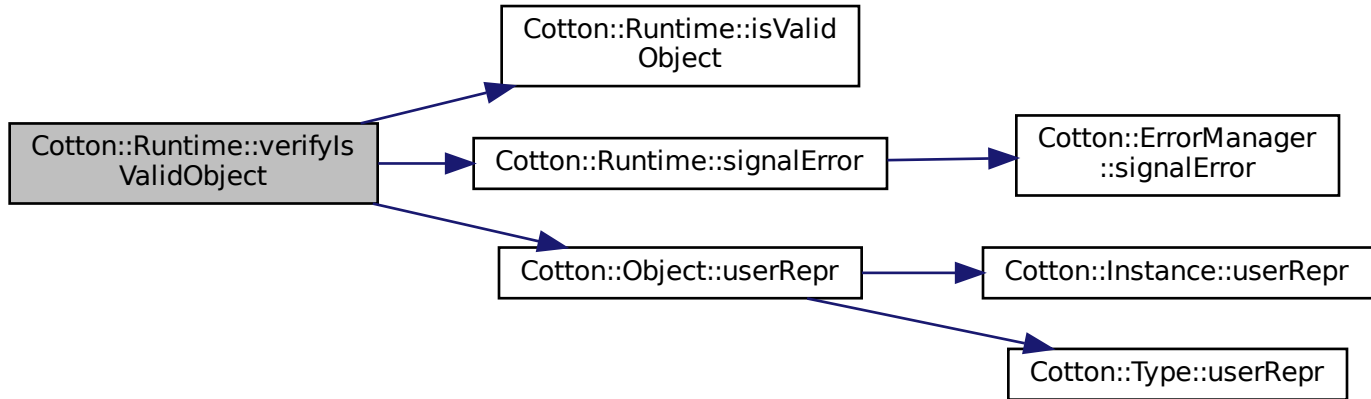 Cotton::Runtime::verifyIs
ValidObject
Cotton::Runtime::isValid
Object
Cotton::Runtime::signalError
Cotton::ErrorManager
::signalError
Cotton::Object::userRepr
Cotton::Instance::userRepr
Cotton::Type::userRepr